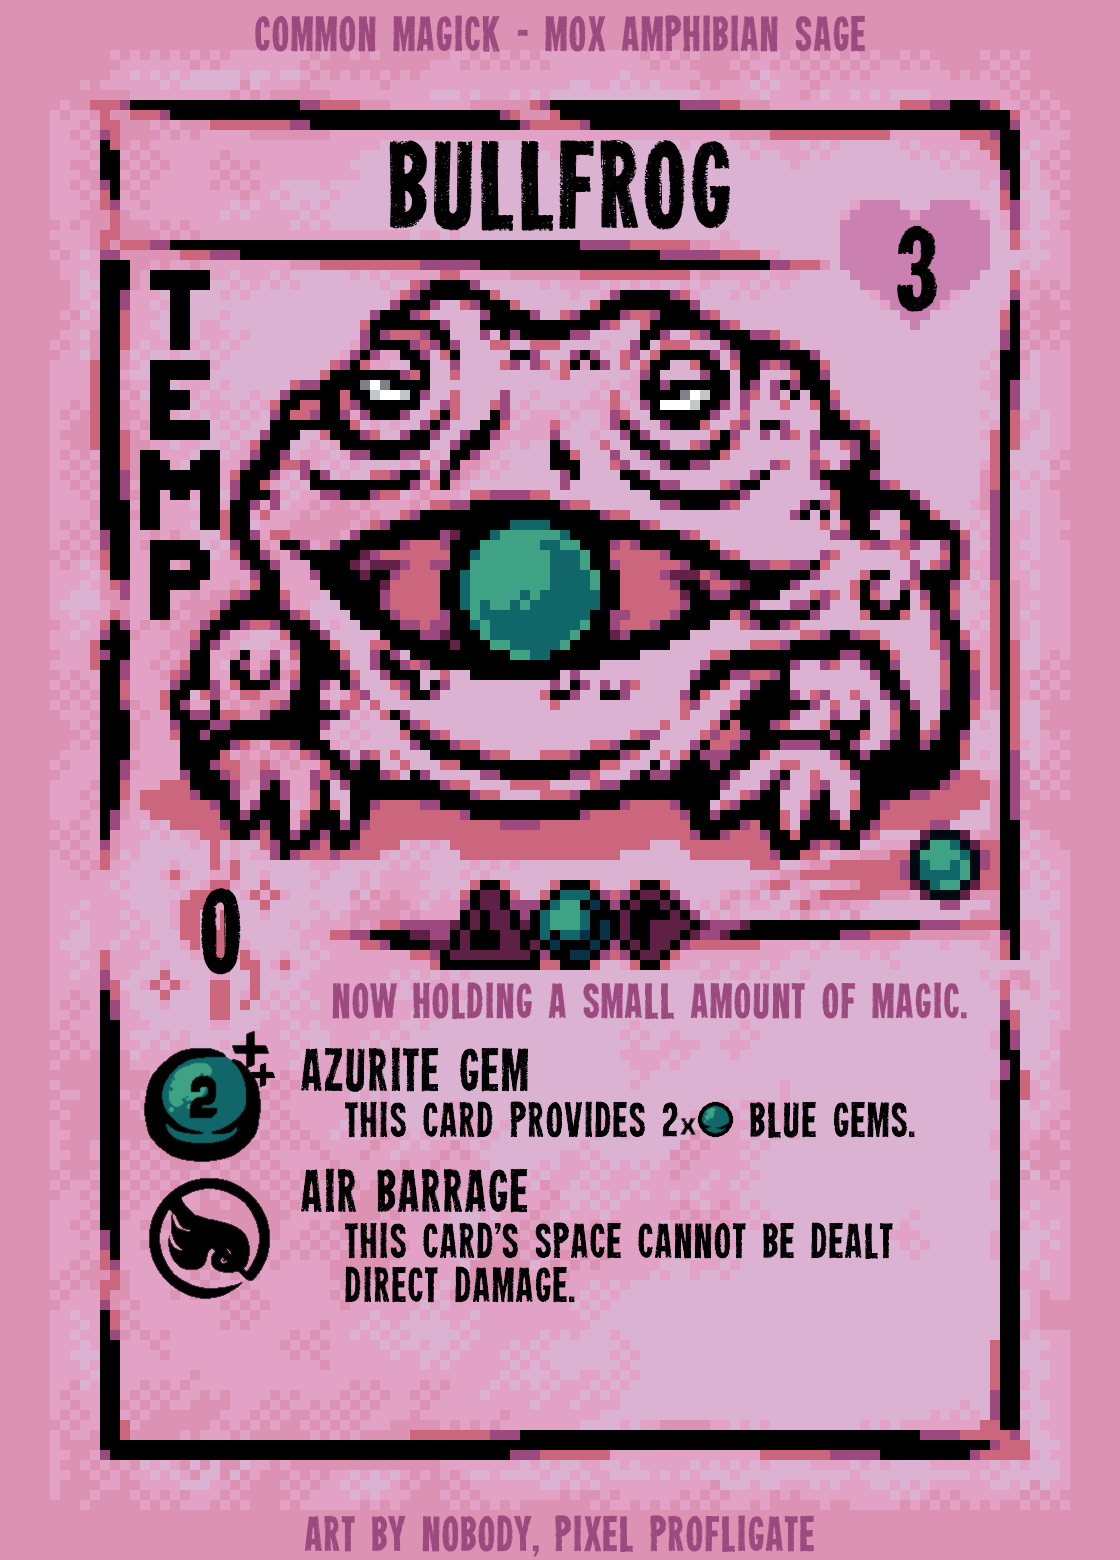 COMMON MAGICK - MOX AMPHIBIAN SAGE
BULLFROG
3
TEMP
0
NOW HOLDING A SMALL AMOUNT OF MAGIC.
2
AZURITE GEM
THIS CARD PROVIDES 2x BLUE GEMS.
AIR BARRAGE
THIS CARD'S SPACE CANNOT BE DEALT
DIRECT DAMAGE.
ART BY NOBODY, PIXEL PROFLIGATE